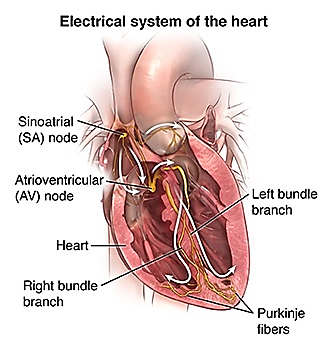 Electrical system of the heart
Sinoatrial
(SA) node
Atrioventricular
(AV) node
Left bundle
branch
Heart
Right bundle
branch
Purkinje
fibers